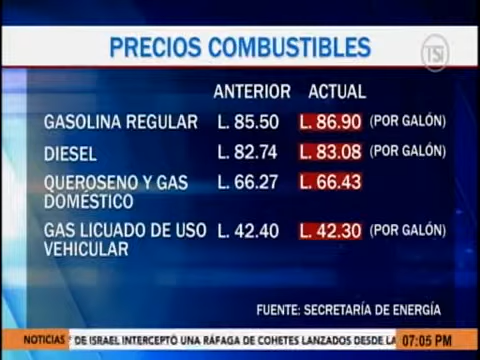 PRECIOS COMBUSTIBLES
TSi
ANTERIOR ACTUAL
GASOLINA REGULAR L. 85.50 L. 86.90 (POR GALÓN)
DIESEL L. 82.74 L. 83.08 (POR GALÓN)
QUEROSENO Y GAS DOMÉSTICO L. 66.27 L. 66.43
GAS LICUADO DE USO VEHICULAR L. 42.40 L. 42.30 (POR GALÓN)
FUENTE: SECRETARÍA DE ENERGÍA
NOTICIAS DE ISRAEL INTERCEPTÓ UNA RÁFAGA DE COHETES LANZADOS DESDE 07:05 PM